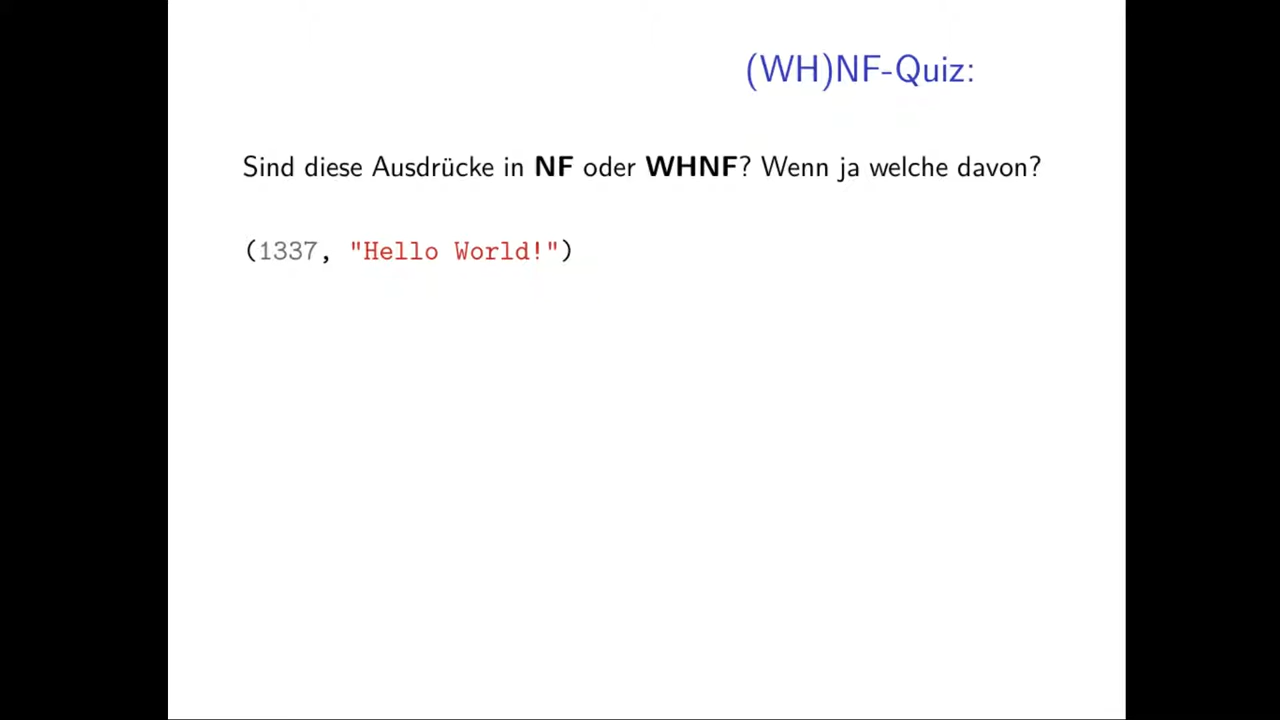 (WH)NF-Quiz:
Sind diese Ausdrücke in NF oder WHNF? Wenn ja welche davon?
(1337, "Hello World!")